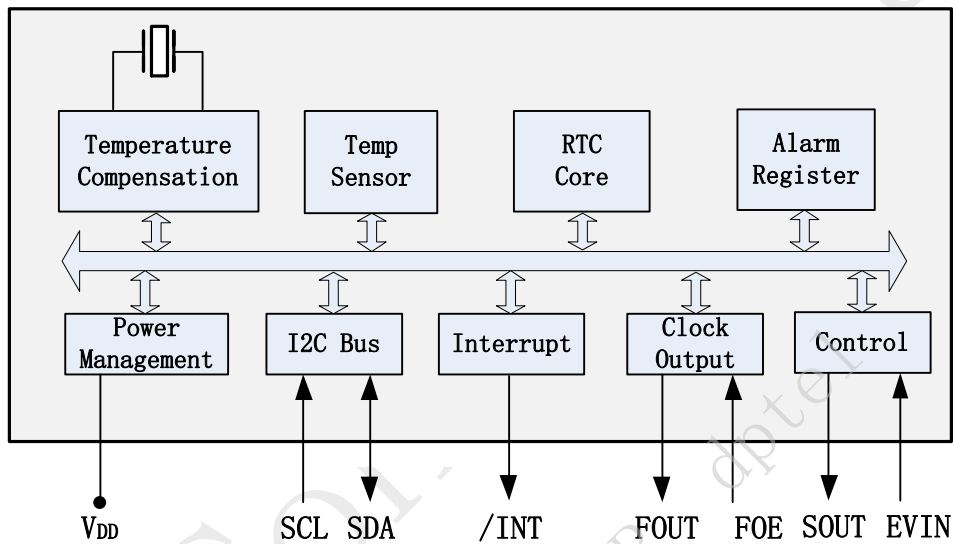 Temperature
Compensation
Temp
Sensor
RTC
Core
Alarm
Register
Power
Management
I2C Bus
Interrupt
Clock
Output
Control
VDD
SCL
SDA
/INT
FOUT
FOE
SOUT
EVIN
dptel